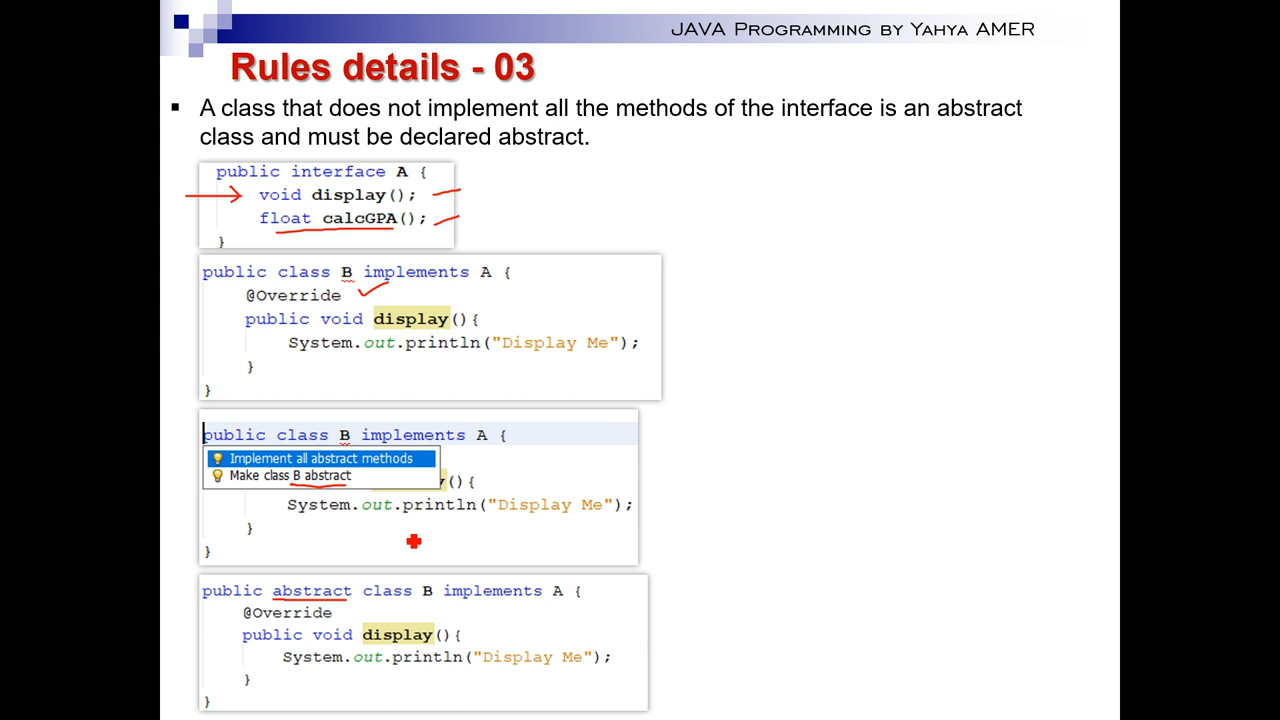 JAVA PROGRAMMING BY YAHYA AMER
Rules details - 03
▪ A class that does not implement all the methods of the interface is an abstract
class and must be declared abstract.
public interface A {
void display();
float calcGPA();
}
public class B implements A {
@Override
public void display(){
System.out.println("Display Me");
}
}
public class B implements A {
Implement all abstract methods
Make class B abstract
y(){
System.out.println("Display Me");
}
}
public abstract class B implements A {
@Override
public void display(){
System.out.println("Display Me");
}
}